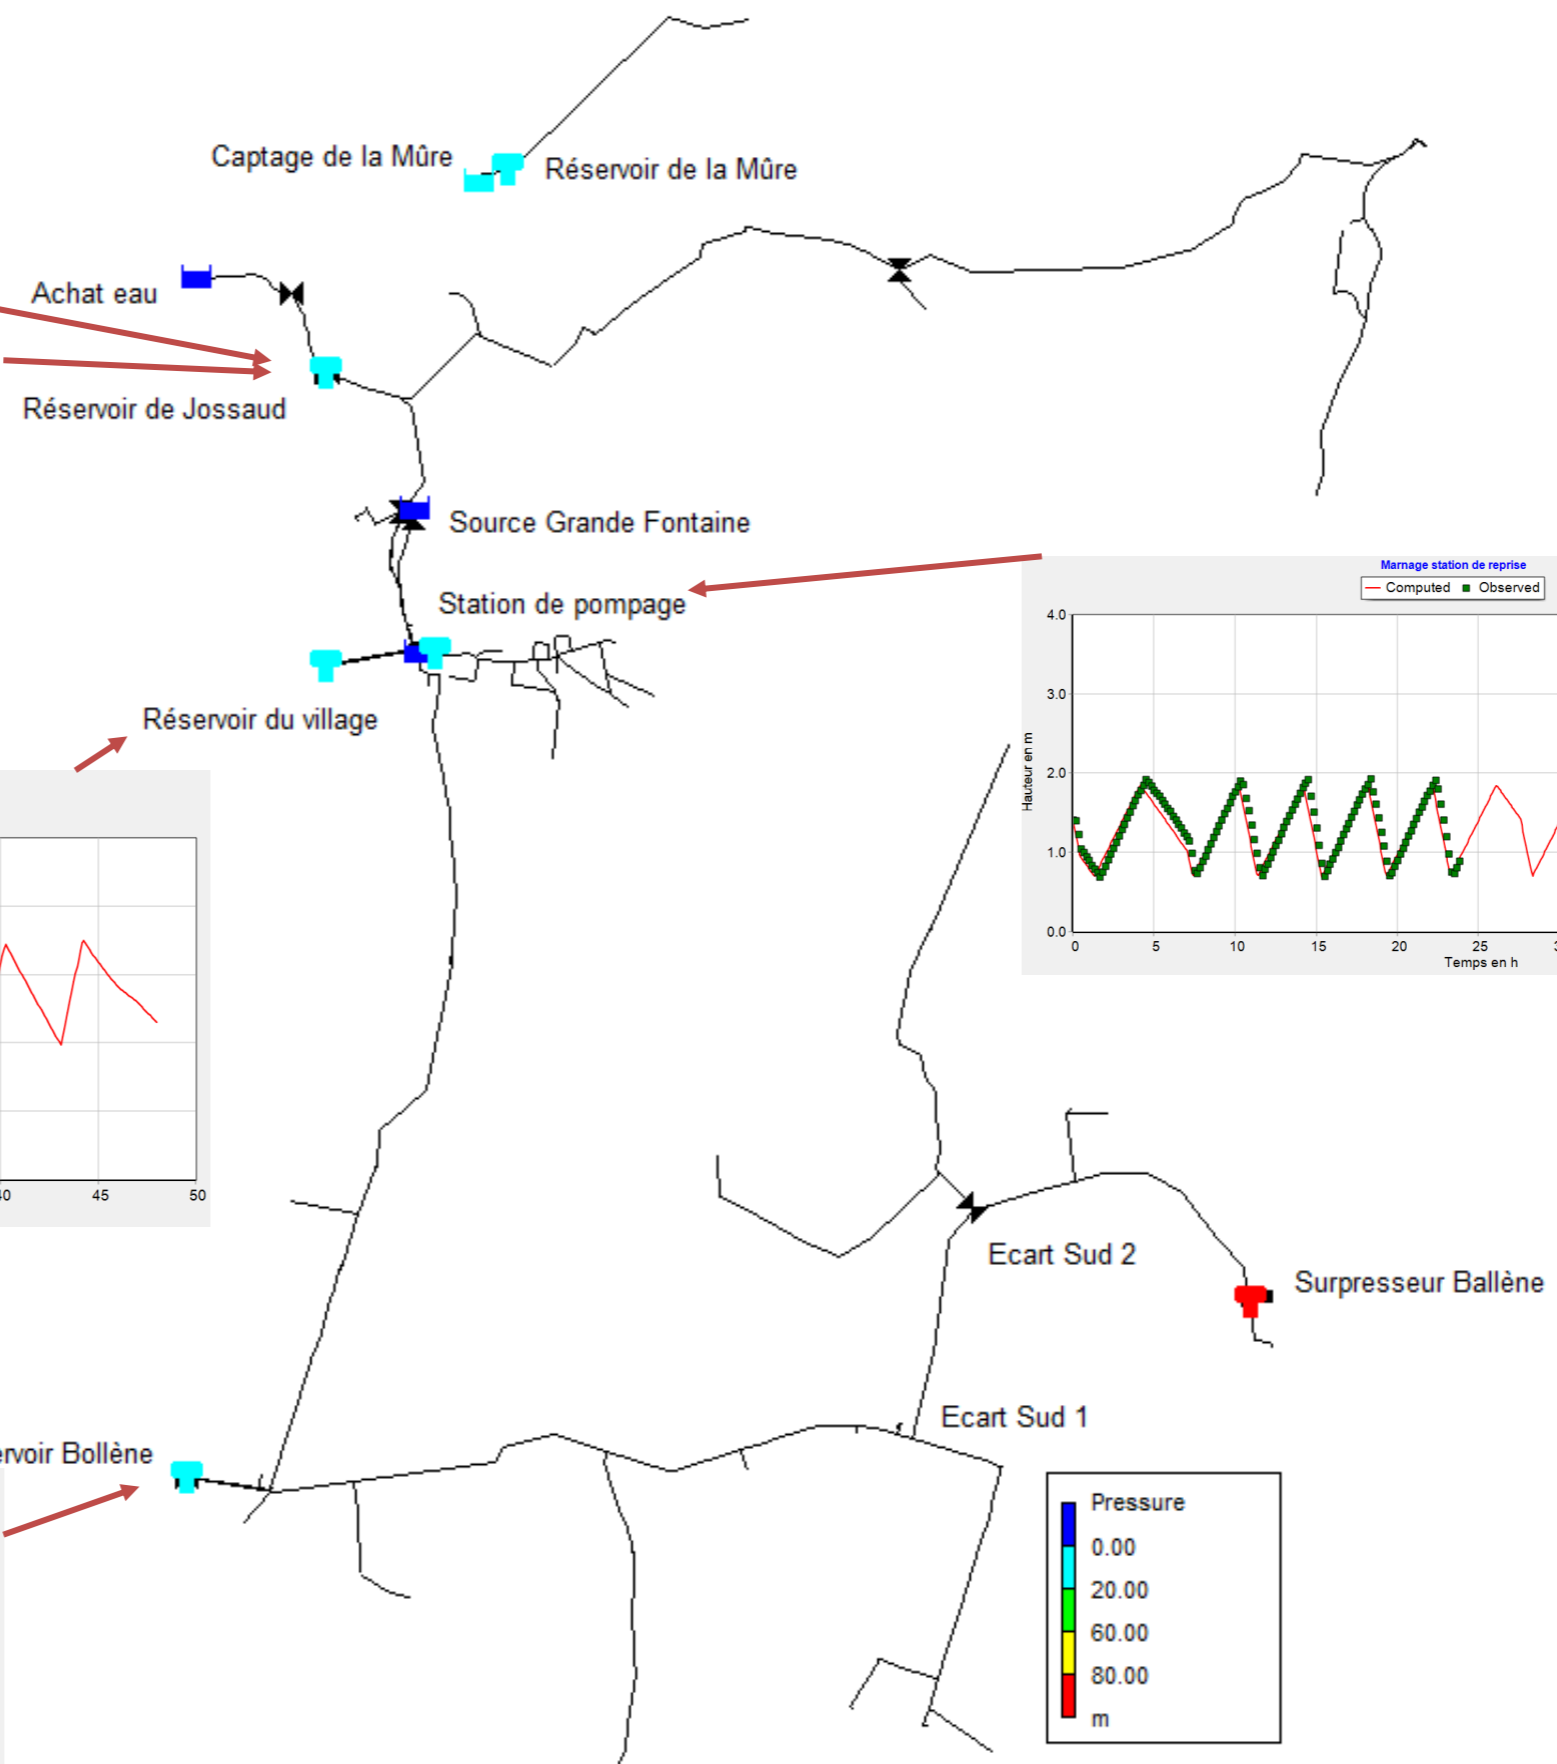 Captage de la Mûre
Réservoir de la Mûre
Achat eau
Réservoir de Jossaud
Source Grande Fontaine
Station de pompage
Réservoir du village
Marnage station de reprise
Computed
Observed
4.0
3.0
2.0
1.0
0.0
Hauteur en m
0
5
10
15
20
25
Temps en h
45
50
Ecart Sud 2
Surpresseur Ballène
Ecart Sud 1
ervoir Bollène
Pressure
0.00
20.00
60.00
80.00
m